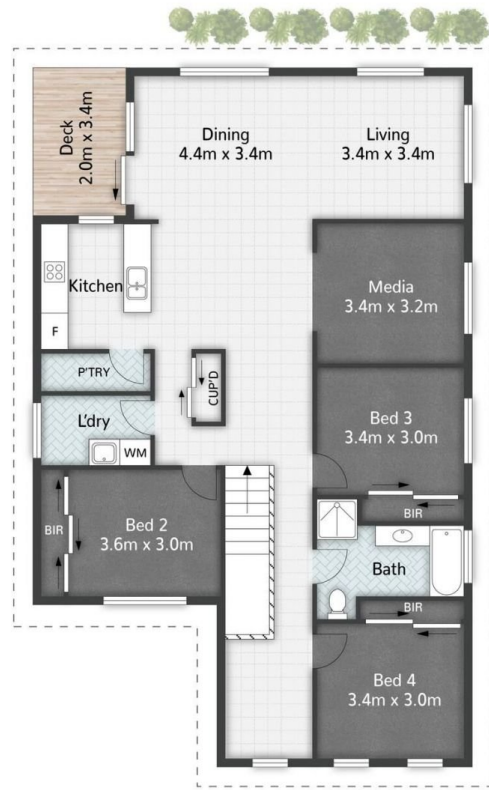 Deck
2.0m x 3.4m
Dining
4.4m x 3.4m
Living
3.4m x 3.4m
Kitchen
F
Media
3.4m x 3.2m
P'TRY
CUP'D
L'dry
WM
Bed 3
3.4m x 3.0m
BIR
BIR
Bed 2
3.6m x 3.0m
Bath
BIR
Bed 4
3.4m x 3.0m